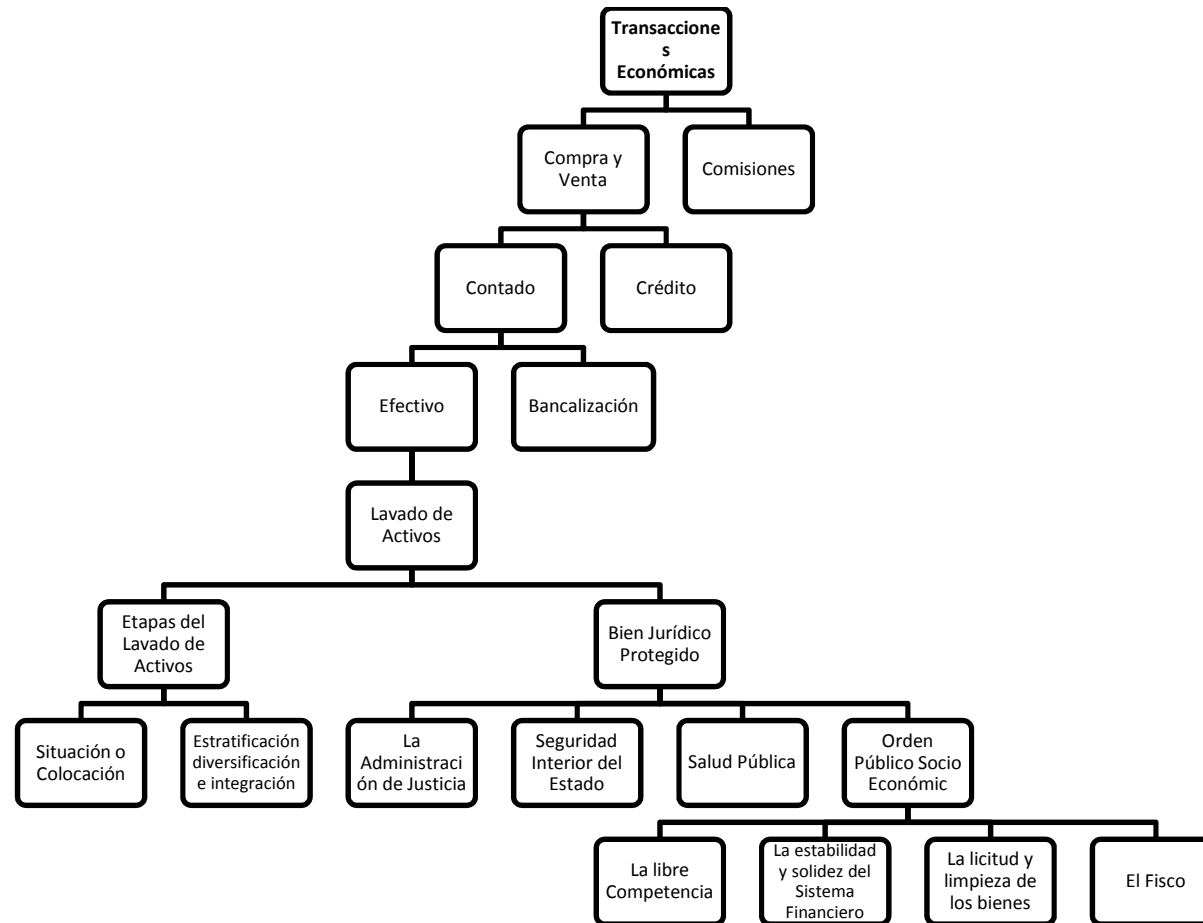 Transaccione
s
Económicas
Compra y
Venta
Comisiones
Contado
Crédito
Efectivo
Bancalización
Lavado de
Activos
Etapas del
Lavado de
Activos
Bien Jurídico
Protegido
Situación o
Colocación
Estratificación
diversificación
e integración
La
Administraci
ón de Justicia
Seguridad
Interior del
Estado
Salud Pública
Orden
Público Socio
Económic
La libre
Competencia
La estabilidad
y solidez del
Sistema
Financiero
La licitud y
limpieza de
los bienes
El Fisco